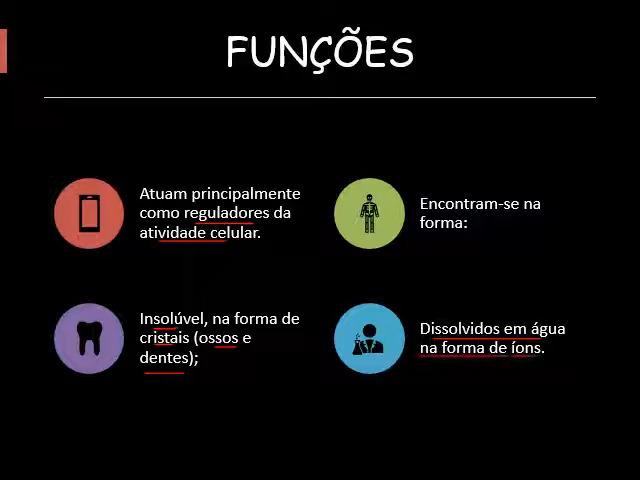 FUNÇÕES
Atuam principalmente
como reguladores da
atividade celular.
Encontram-se na
forma:
Insolúvel, na forma de
cristais (ossos e
dentes);
Dissolvidos em água
na forma de íons.